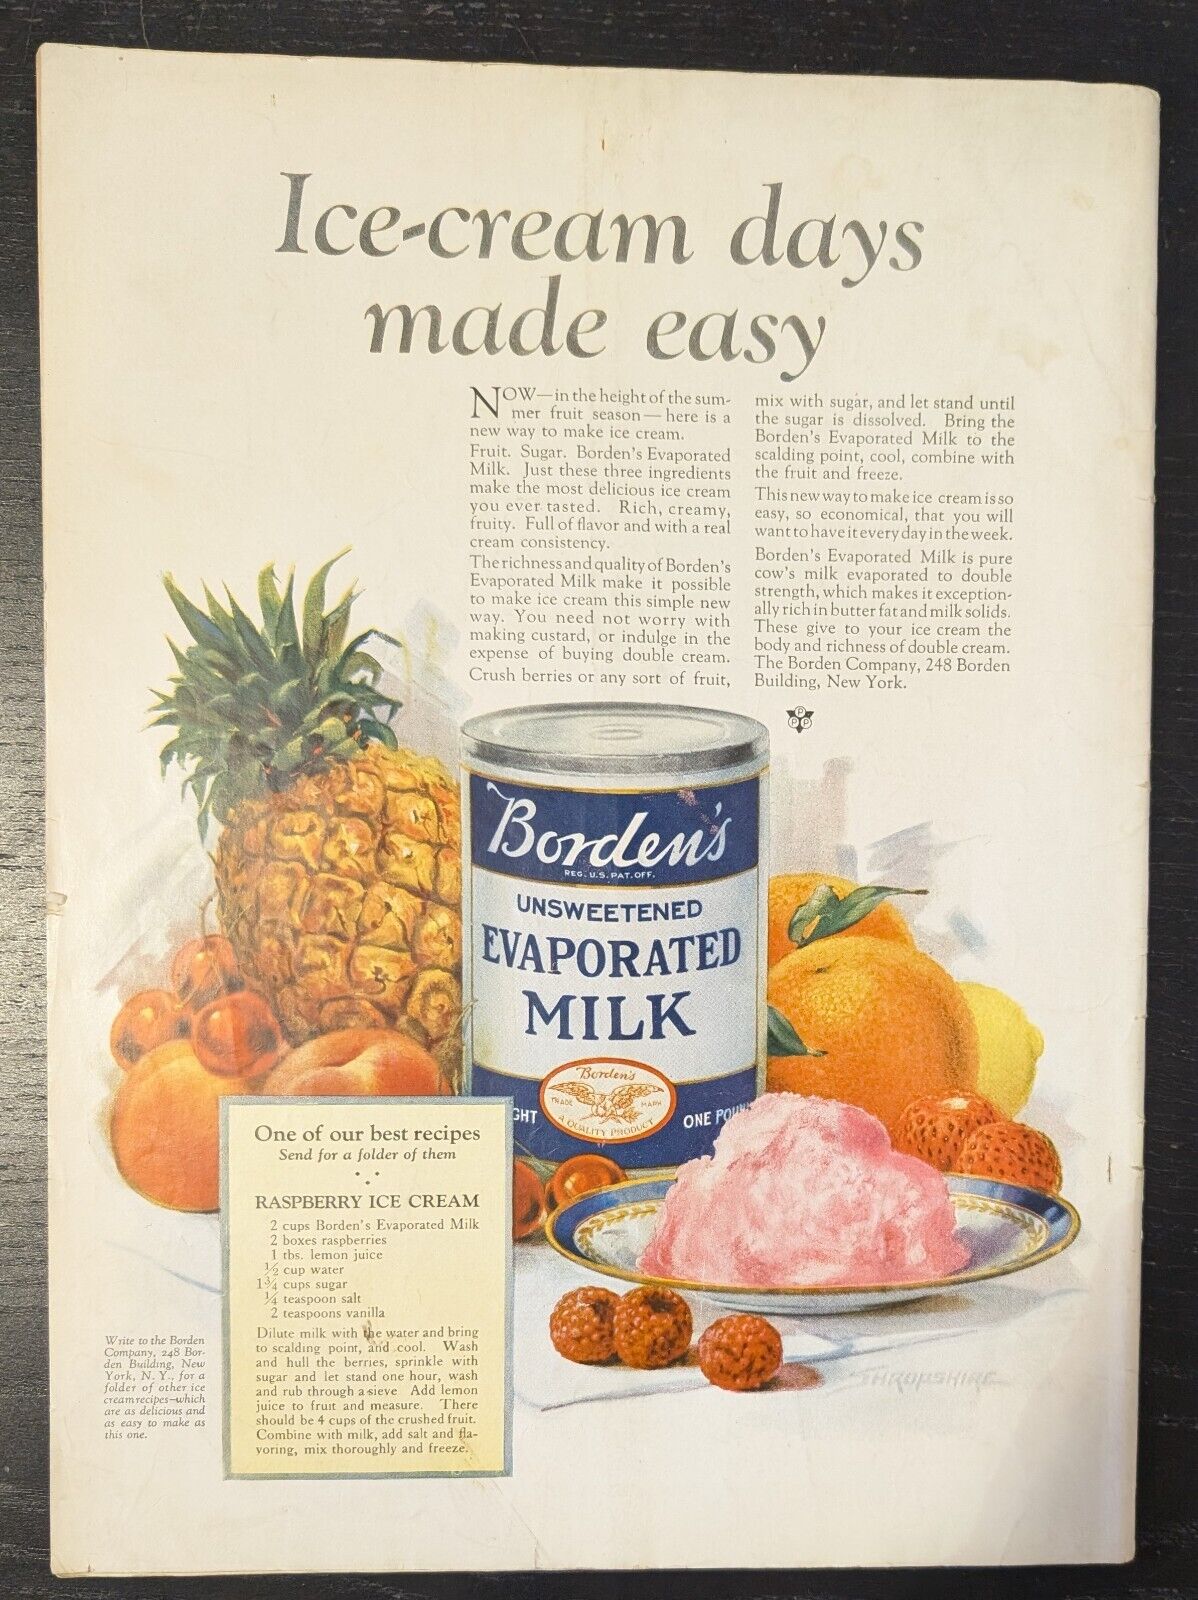 Ice-cream days
made easy
NOW—in the height of the sum-
mer fruit season—here is a
new way to make ice cream.
Fruit. Sugar. Borden's Evaporated
Milk. Just these three ingredients
make the most delicious ice cream
you ever tasted. Rich, creamy,
fruity. Full of flavor and with a real
cream consistency.
The richness and quality of Borden's
Evaporated Milk make it possible
to make ice cream this simple new
way. You need not worry with
making custard, or indulge in the
expense of buying double cream.
Crush berries or any sort of fruit,
mix with sugar, and let stand until
the sugar is dissolved. Bring the
Borden's Evaporated Milk to the
scalding point, cool, combine with
the fruit and freeze.
This new way to make ice cream is so
easy, so economical, that you will
want to have it every day in the week.
Borden's Evaporated Milk is pure
cow's milk evaporated to double
strength, which makes it exception-
ally rich in butter fat and milk solids.
These give to your ice cream the
body and richness of double cream.
The Borden Company, 248 Borden
Building, New York.
P
P P
Borden's
REG. U.S. PAT. OFF.
UNSWEETENED
EVAPORATED
MILK
Borden's
TRADE MARK
A QUALITY PRODUCT
GHT ONE POUN
One of our best recipes
Send for a folder of them
RASPBERRY ICE CREAM
2 cups Borden's Evaporated Milk
2 boxes raspberries
1 tbs. lemon juice
½ cup water
1¾ cups sugar
¼ teaspoon salt
2 teaspoons vanilla
Dilute milk with the water and bring
to scalding point, and cool. Wash
and hull the berries, sprinkle with
sugar and let stand one hour, wash
and rub through a sieve Add lemon
juice to fruit and measure. There
should be 4 cups of the crushed fruit.
Combine with milk, add salt and fla-
voring, mix thoroughly and freeze.
Write to the Borden
Company, 248 Bor-
den Building, New
York, N. Y., for a
folder of other ice
cream recipes—which
are as delicious and
as easy to make as
this one.
SHROPSHIRE